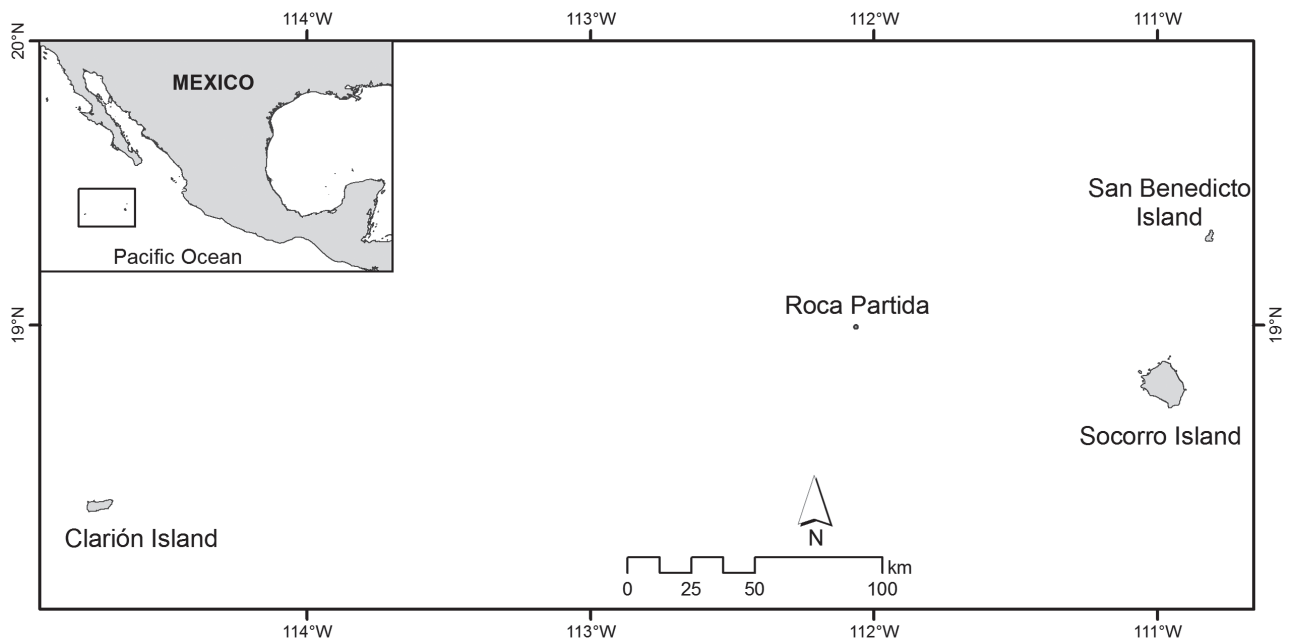 114°W
113°W
112°W
111°W
20°N
MEXICO
Pacific Ocean
San Benedicto
Island
Roca Partida
19°N
19°N
Socorro Island
Clarión Island
N
km
0
25
50
100
114°W
113°W
112°W
111°W